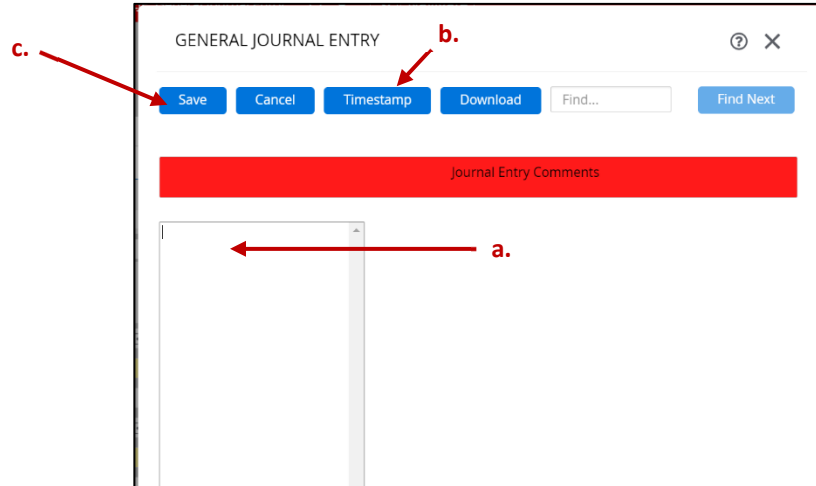 GENERAL JOURNAL ENTRY
b.
c.
Save Cancel Timestamp Download Find... Find Next
Journal Entry Comments
a.